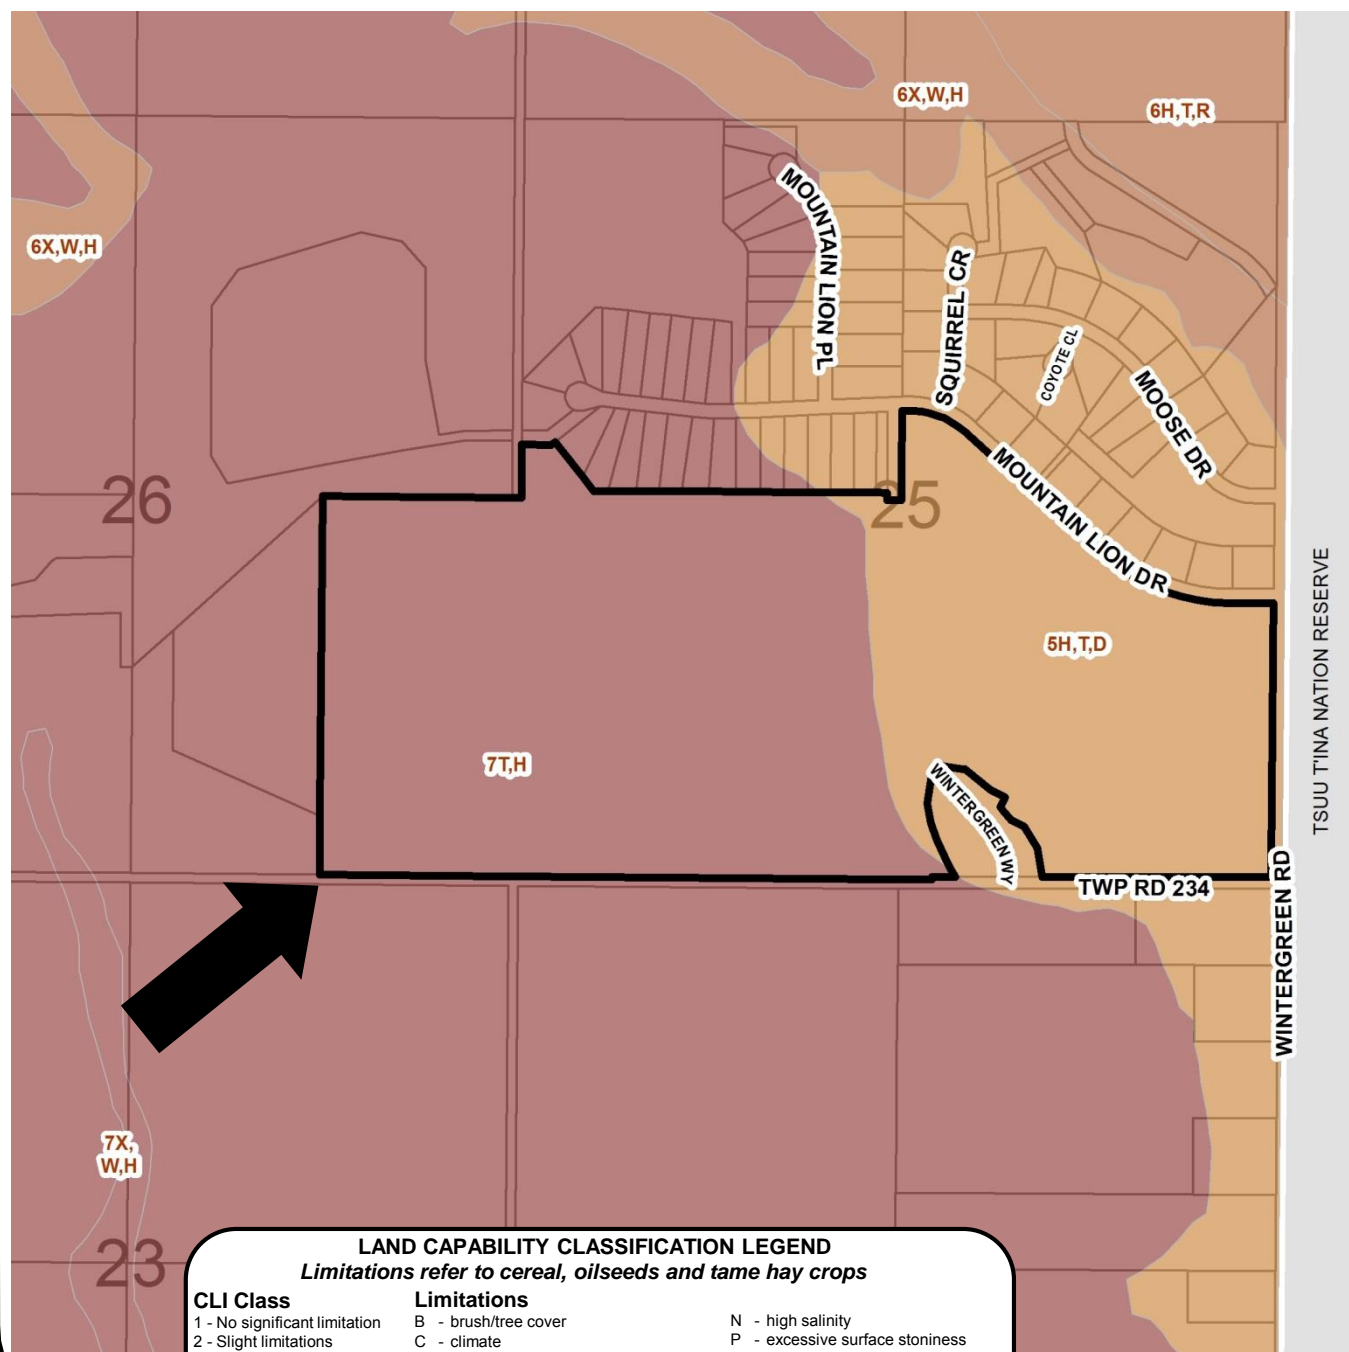 6X,W,H
6H,T,R
6X,W,H
MOUNTAIN LION PL
SQUIRREL CR
COYOTE CL
MOOSE DR
26
25
MOUNTAIN LION DR
TSUU T'INA NATION RESERVE
5H,T,D
7T,H
WINTERGREEN WY
TWP RD 234
WINTERGREEN RD
7X,
W,H
23
LAND CAPABILITY CLASSIFICATION LEGEND
Limitations refer to cereal, oilseeds and tame hay crops
CLI Class
1 - No significant limitation
2 - Slight limitations
Limitations
B - brush/tree cover
C - climate
N - high salinity
P - excessive surface stoniness